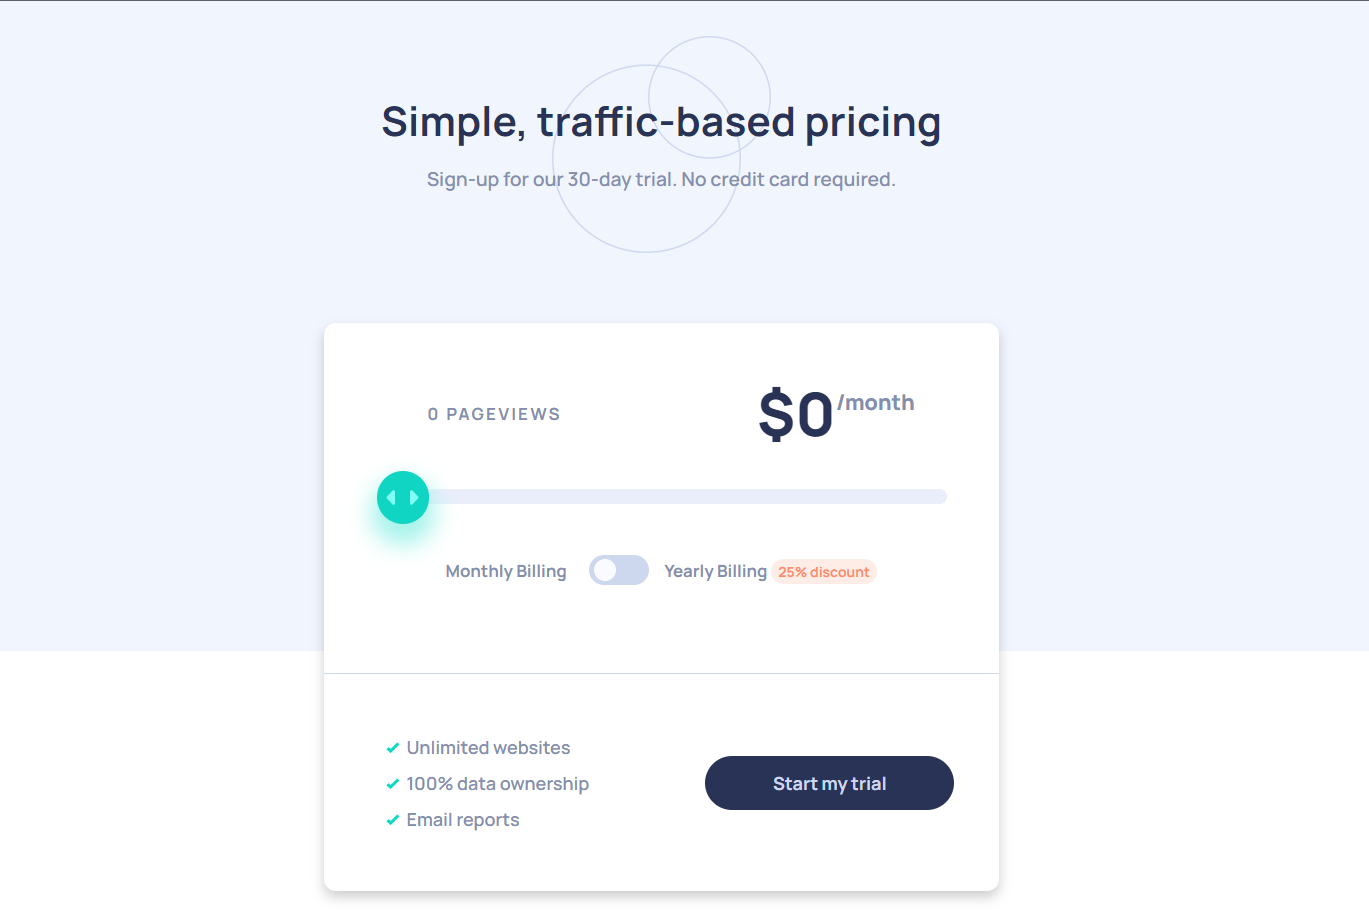 Simple, traffic-based pricing
Sign-up for our 30-day trial. No credit card required.
0 PAGEVIEWS
$0/month
Monthly Billing
Yearly Billing 25% discount
Unlimited websites
100% data ownership
Email reports
Start my trial